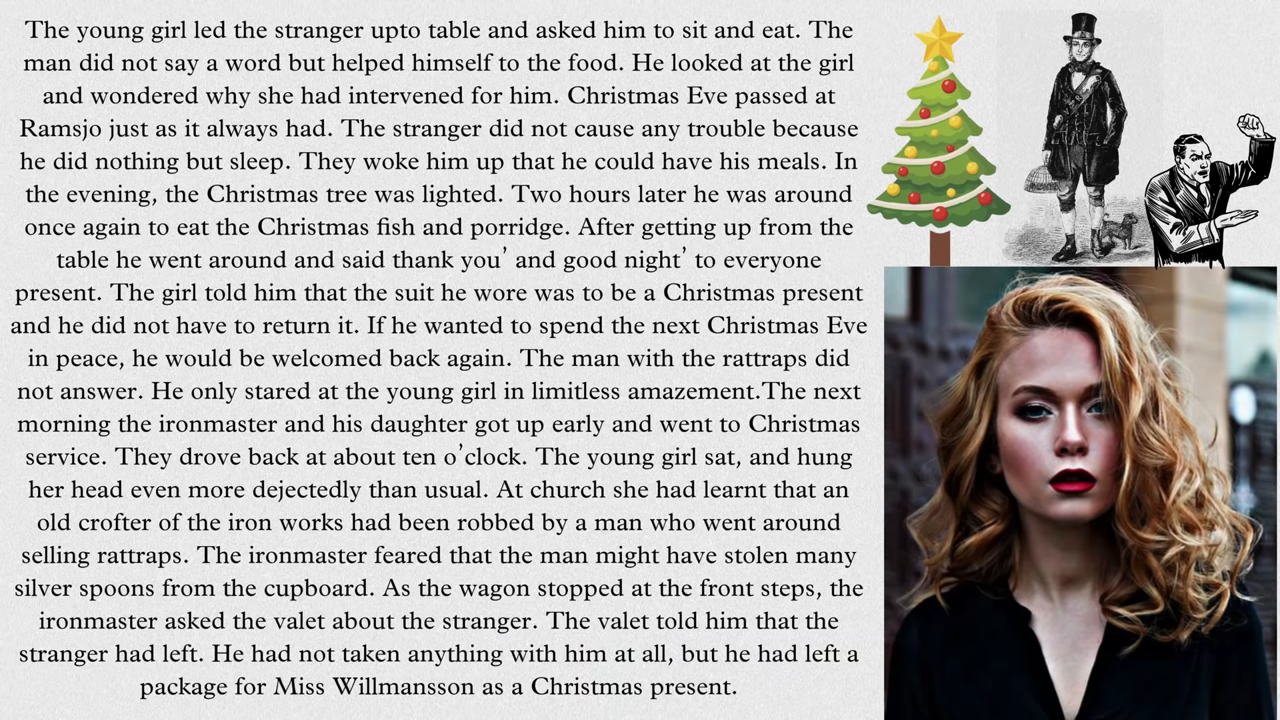 The young girl led the stranger upto table and asked him to sit and eat. The
man did not say a word but helped himself to the food. He looked at the girl
and wondered why she had intervened for him. Christmas Eve passed at
Ramsjo just as it always had. The stranger did not cause any trouble because
he did nothing but sleep. They woke him up that he could have his meals. In
the evening, the Christmas tree was lighted. Two hours later he was around
once again to eat the Christmas fish and porridge. After getting up from the
table he went around and said thank you’ and good night’ to everyone
present. The girl told him that the suit he wore was to be a Christmas present
and he did not have to return it. If he wanted to spend the next Christmas Eve
in peace, he would be welcomed back again. The man with the rattraps did
not answer. He only stared at the young girl in limitless amazement.The next
morning the ironmaster and his daughter got up early and went to Christmas
service. They drove back at about ten o’clock. The young girl sat, and hung
her head even more dejectedly than usual. At church she had learnt that an
old crofter of the iron works had been robbed by a man who went around
selling rattraps. The ironmaster feared that the man might have stolen many
silver spoons from the cupboard. As the wagon stopped at the front steps, the
ironmaster asked the valet about the stranger. The valet told him that the
stranger had left. He had not taken anything with him at all, but he had left a
package for Miss Willmansson as a Christmas present.